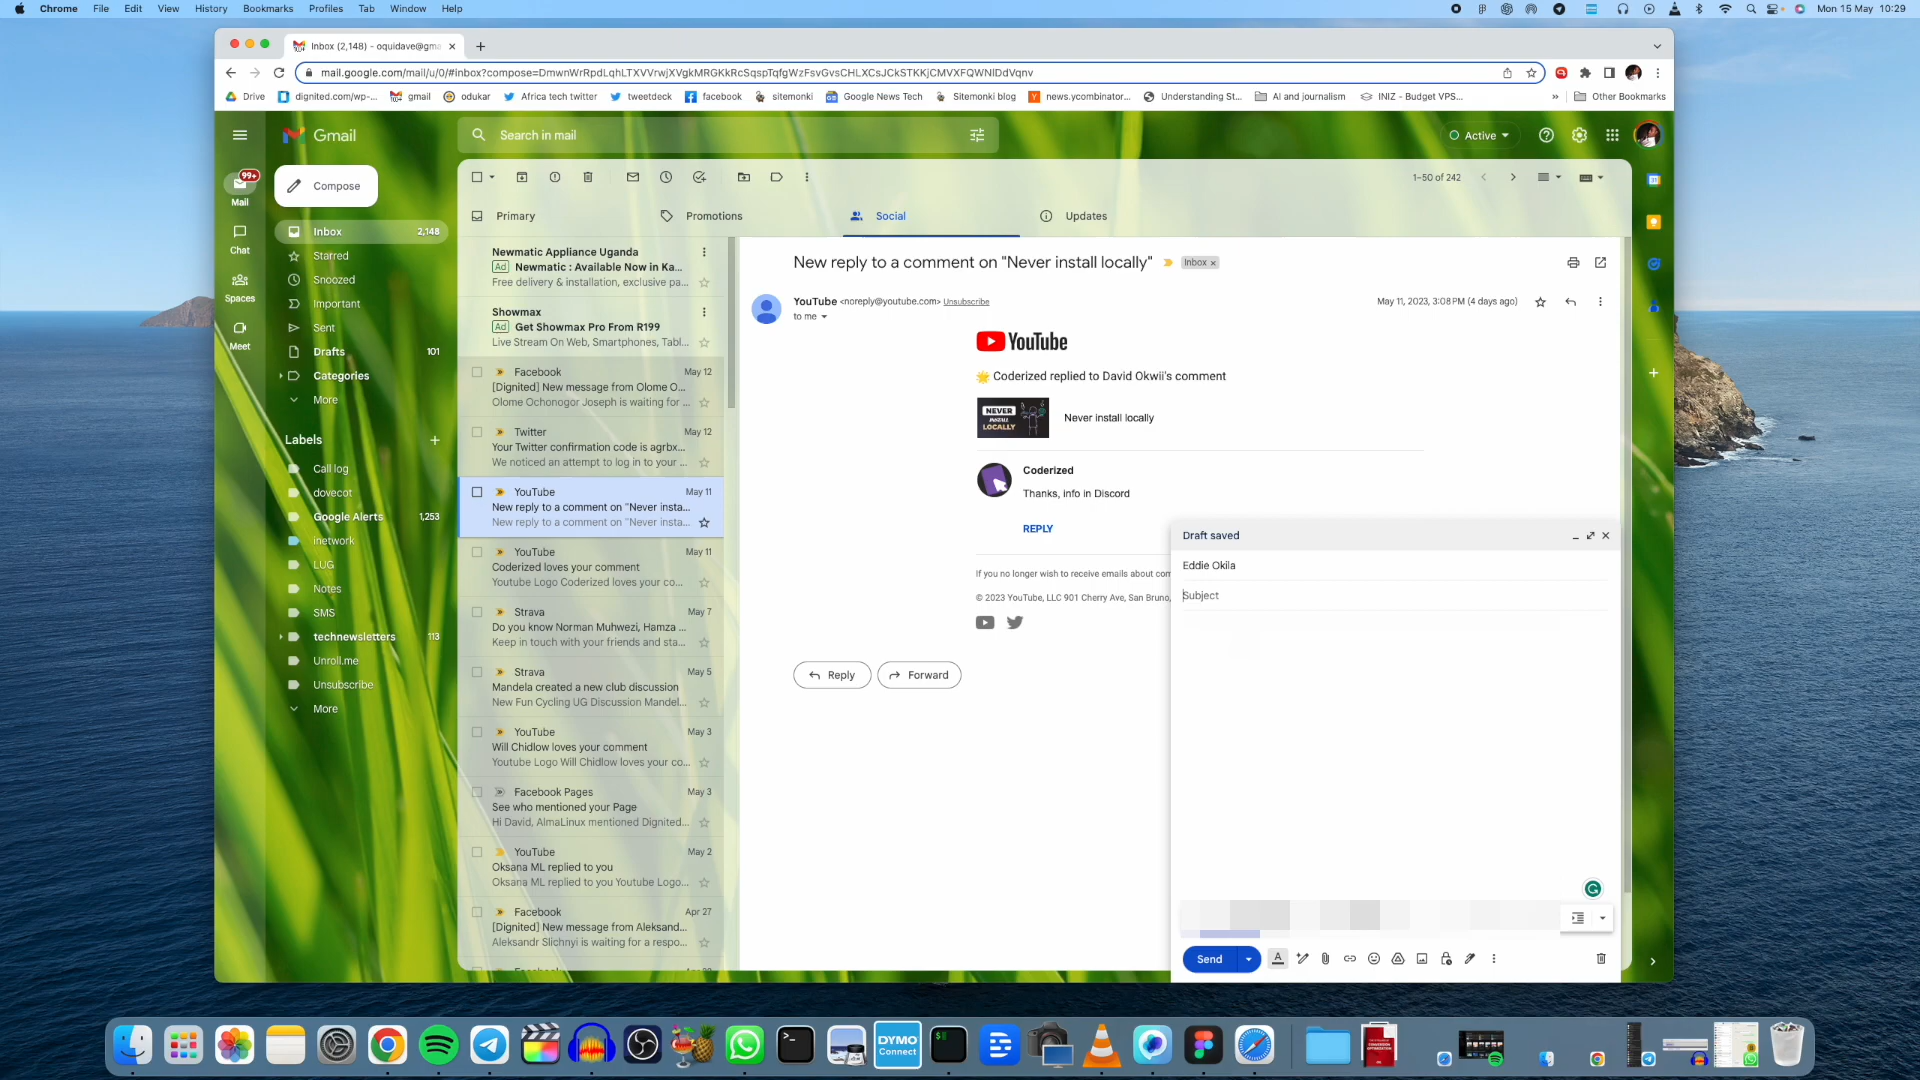 Chrome File Edit View History Bookmarks Profiles Tab Window Help
Mon 15 May 10:29
Inbox (2,148) - oquidave@gma
mail.google.com/mail/u/0/#inbox?compose=DmwnWrRpdLqhLTXVVrwjXVgkMRGKkRcSqspTqfgWzFsvGvsCHLXCsJCkSTKKjCMVXFQWNlDdVqnv
Drive dignited.com/wp-... gmail odukar Africa tech twitter tweetdeck facebook sitemonki Google News Tech Sitemonki blog news.ycombinator... Understanding St... AI and journalism INIZ - Budget VPS... » Other Bookmarks
Gmail
Search in mail
Active
99+
Mail
Chat
Spaces
Meet
Compose
Inbox 2,148
Starred
Snoozed
Important
Sent
Drafts 101
Categories
More
Labels
Call log
dovecot
Google Alerts 1,253
inetwork
LUG
Notes
SMS
technewsletters 113
Unroll.me
Unsubscribe
More
1–50 of 242
Primary
Promotions
Social
Updates
Newmatic Appliance Uganda
Ad Newmatic : Available Now in Ka...
Free delivery & installation, exclusive pa...
Showmax
Ad Get Showmax Pro From R199
Live Stream On Web, Smartphones, Tabl...
Facebook May 12
[Dignited] New message from Olome O...
Olome Ochonogor Joseph is waiting for ...
Twitter May 12
Your Twitter confirmation code is agrbx...
We noticed an attempt to log in to your ...
YouTube May 11
New reply to a comment on "Never insta...
New reply to a comment on "Never insta...
YouTube May 11
Coderized loves your comment
Youtube Logo Coderized loves your co...
Strava May 7
Do you know Norman Muhwezi, Hamza ...
Keep in touch with your friends and sta...
Strava May 5
Mandela created a new club discussion
New Fun Cycling UG Discussion Mandel...
YouTube May 3
Will Chidlow loves your comment
Youtube Logo Will Chidlow loves your co...
Facebook Pages May 3
See who mentioned your Page
Hi David, AlmaLinux mentioned Dignited...
YouTube May 2
Oksana ML replied to you
Oksana ML replied to you Youtube Logo...
Facebook Apr 27
[Dignited] New message from Aleksand...
Aleksandr Slichnyi is waiting for a respo...
New reply to a comment on "Never install locally"
Inbox ×
YouTube <noreply@youtube.com> Unsubscribe
May 11, 2023, 3:08 PM (4 days ago)
to me
YouTube
Coderized replied to David Okwii's comment
NEVER
INSTALL
LOCALLY
Never install locally
Coderized
Thanks, info in Discord
REPLY
If you no longer wish to receive emails about com
© 2023 YouTube, LLC 901 Cherry Ave, San Bruno,
Reply
Forward
Draft saved
Eddie Okila
Subject
Send
DYMO
Connect